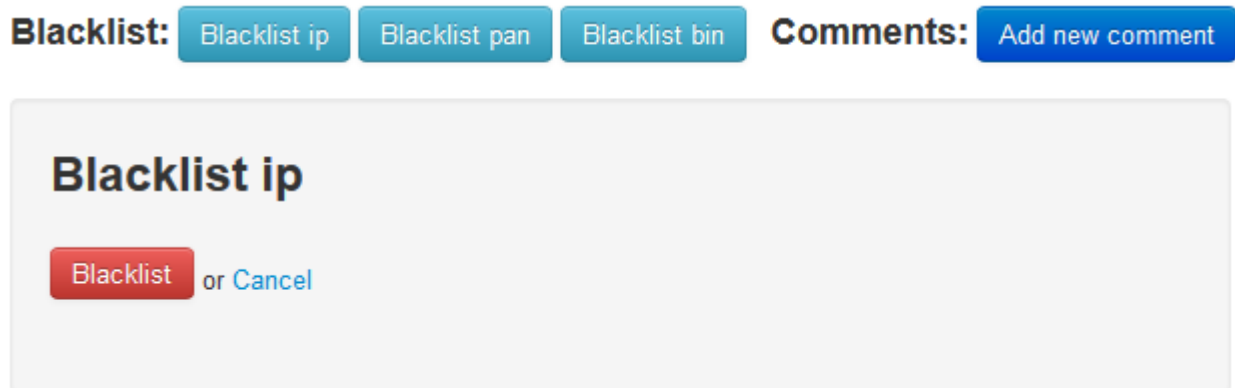 Blacklist: Blacklist ip Blacklist pan Blacklist bin Comments: Add new comment
Blacklist ip
Blacklist or Cancel